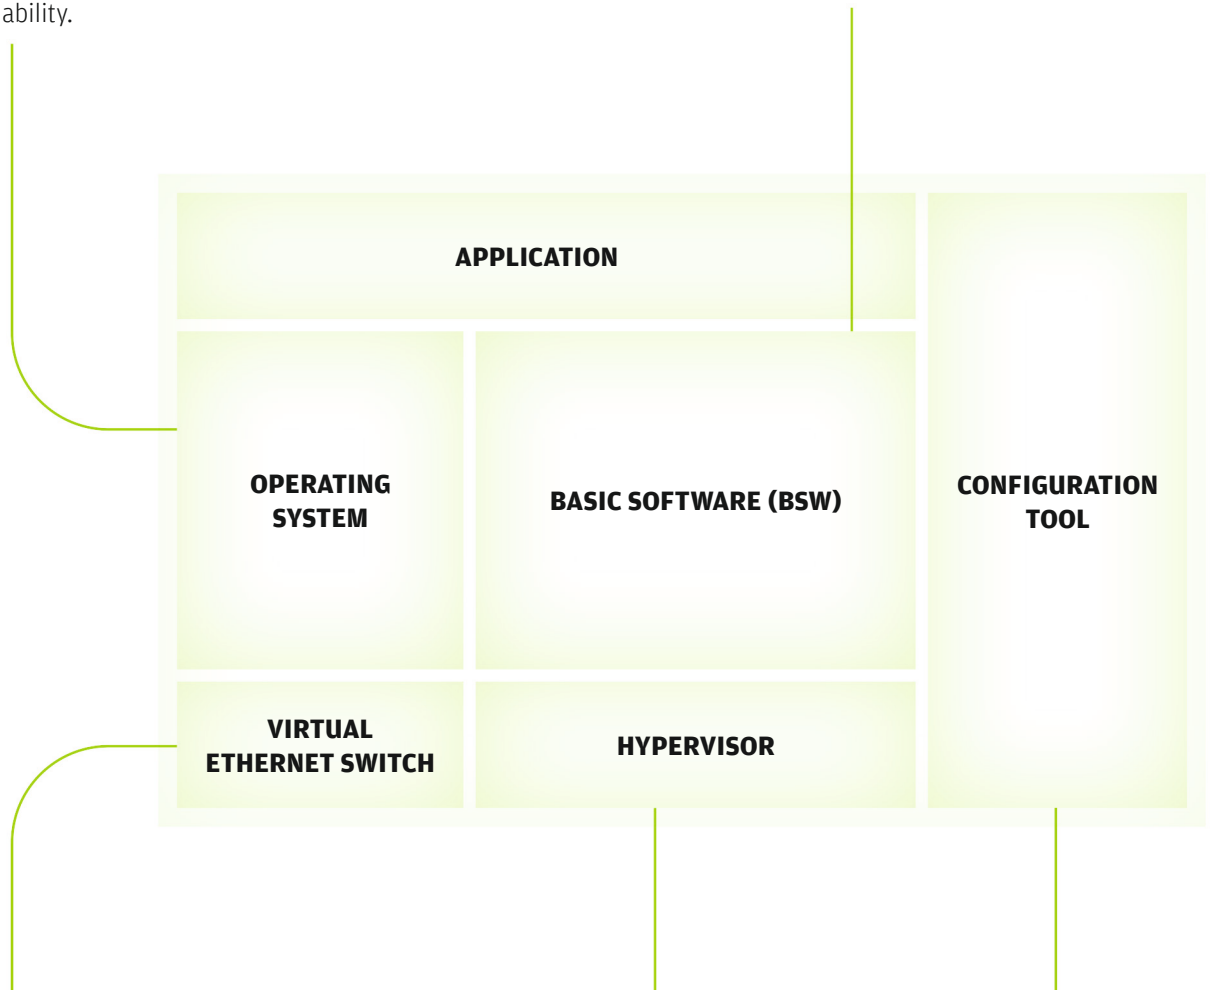 ability.
APPLICATION
OPERATING
SYSTEM
BASIC SOFTWARE (BSW)
CONFIGURATION
TOOL
VIRTUAL
ETHERNET SWITCH
HYPERVISOR